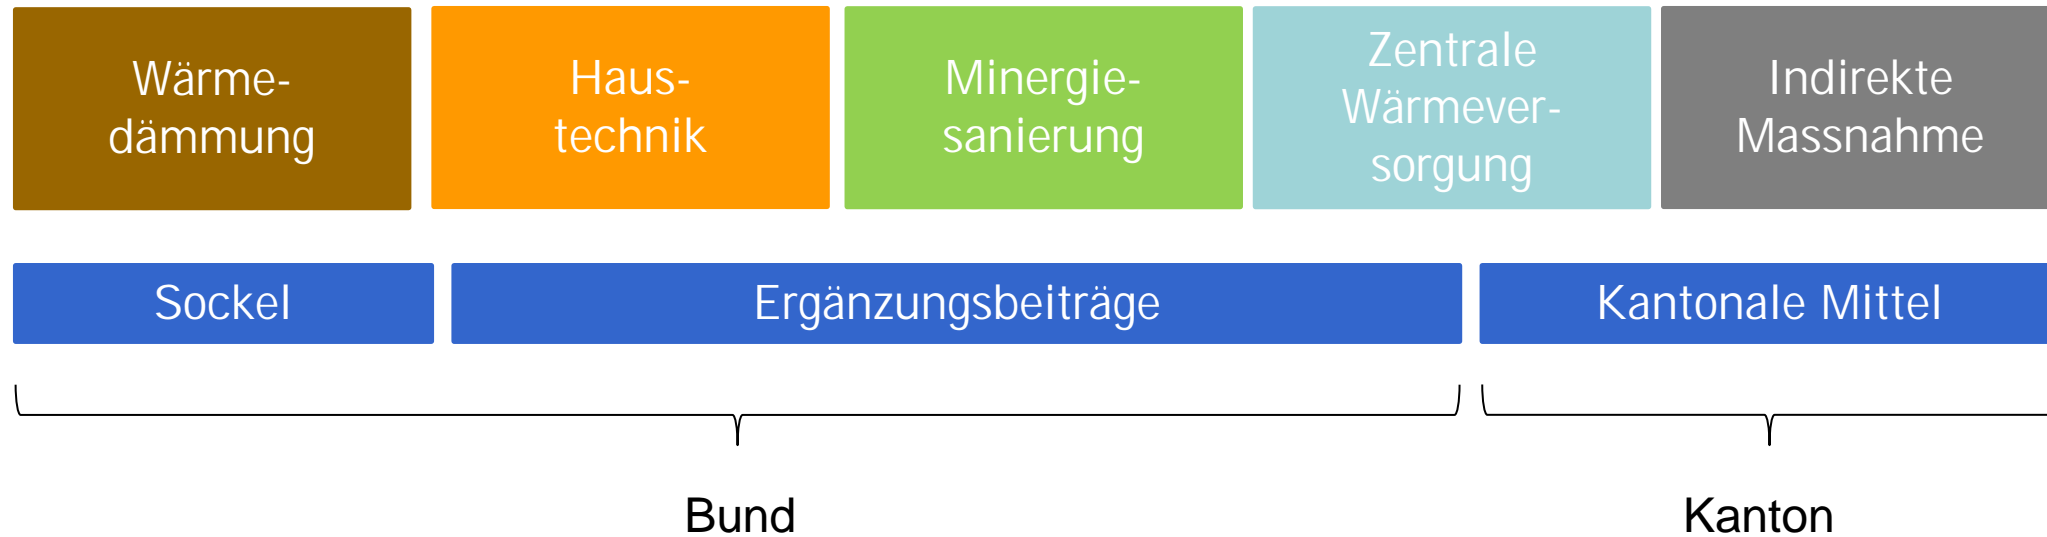 Wärme-
dämmung
Haus-
technik
Minergie-
sanierung
Zentrale
Wärmever-
sorgung
Indirekte
Massnahme
Sockel
Ergänzungsbeiträge
Kantonale Mittel
Bund
Kanton